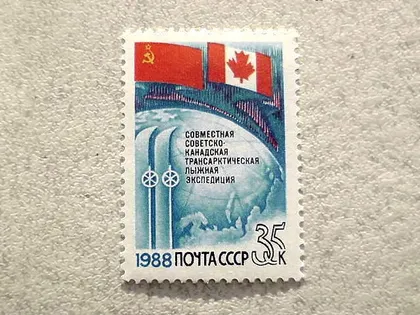 СОВМЕСТНАЯ
СОВЕТСКО-
КАНАДСКАЯ
ТРАНСАРКТИЧЕСКАЯ
ЛЫЖНАЯ
ЭКСПЕДИЦИЯ
1988 ПОЧТА СССР 35 К